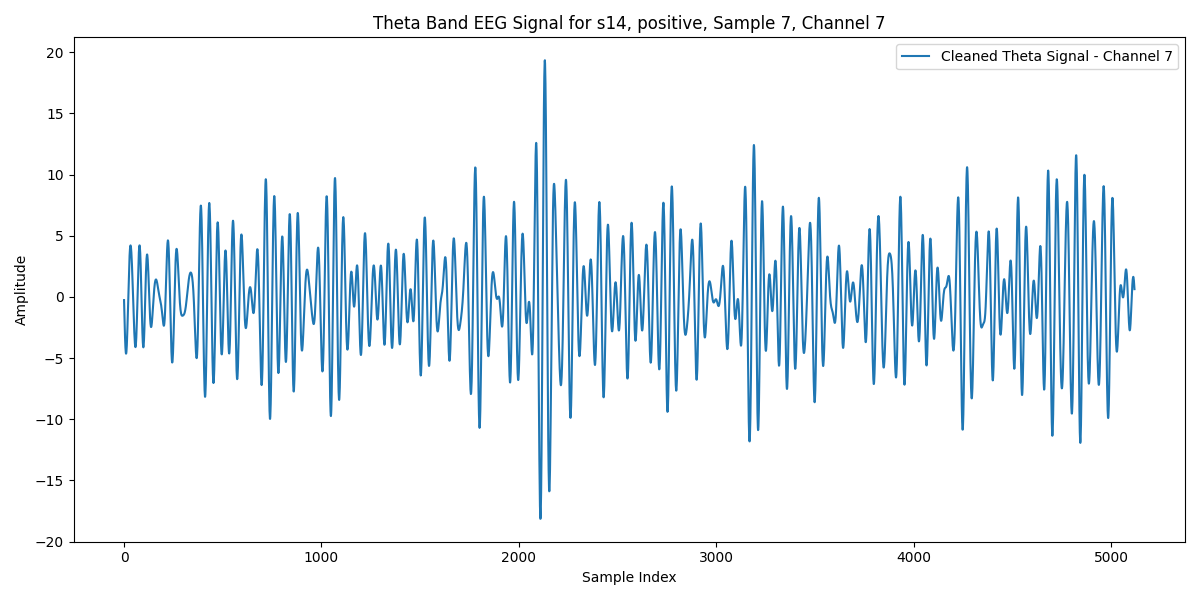 Theta Band EEG Signal for s14, positive, Sample 7, Channel 7
Cleaned Theta Signal - Channel 7
Amplitude
20
15
10
5
0
−5
−10
−15
−20
0 1000 2000 3000 4000 5000
Sample Index